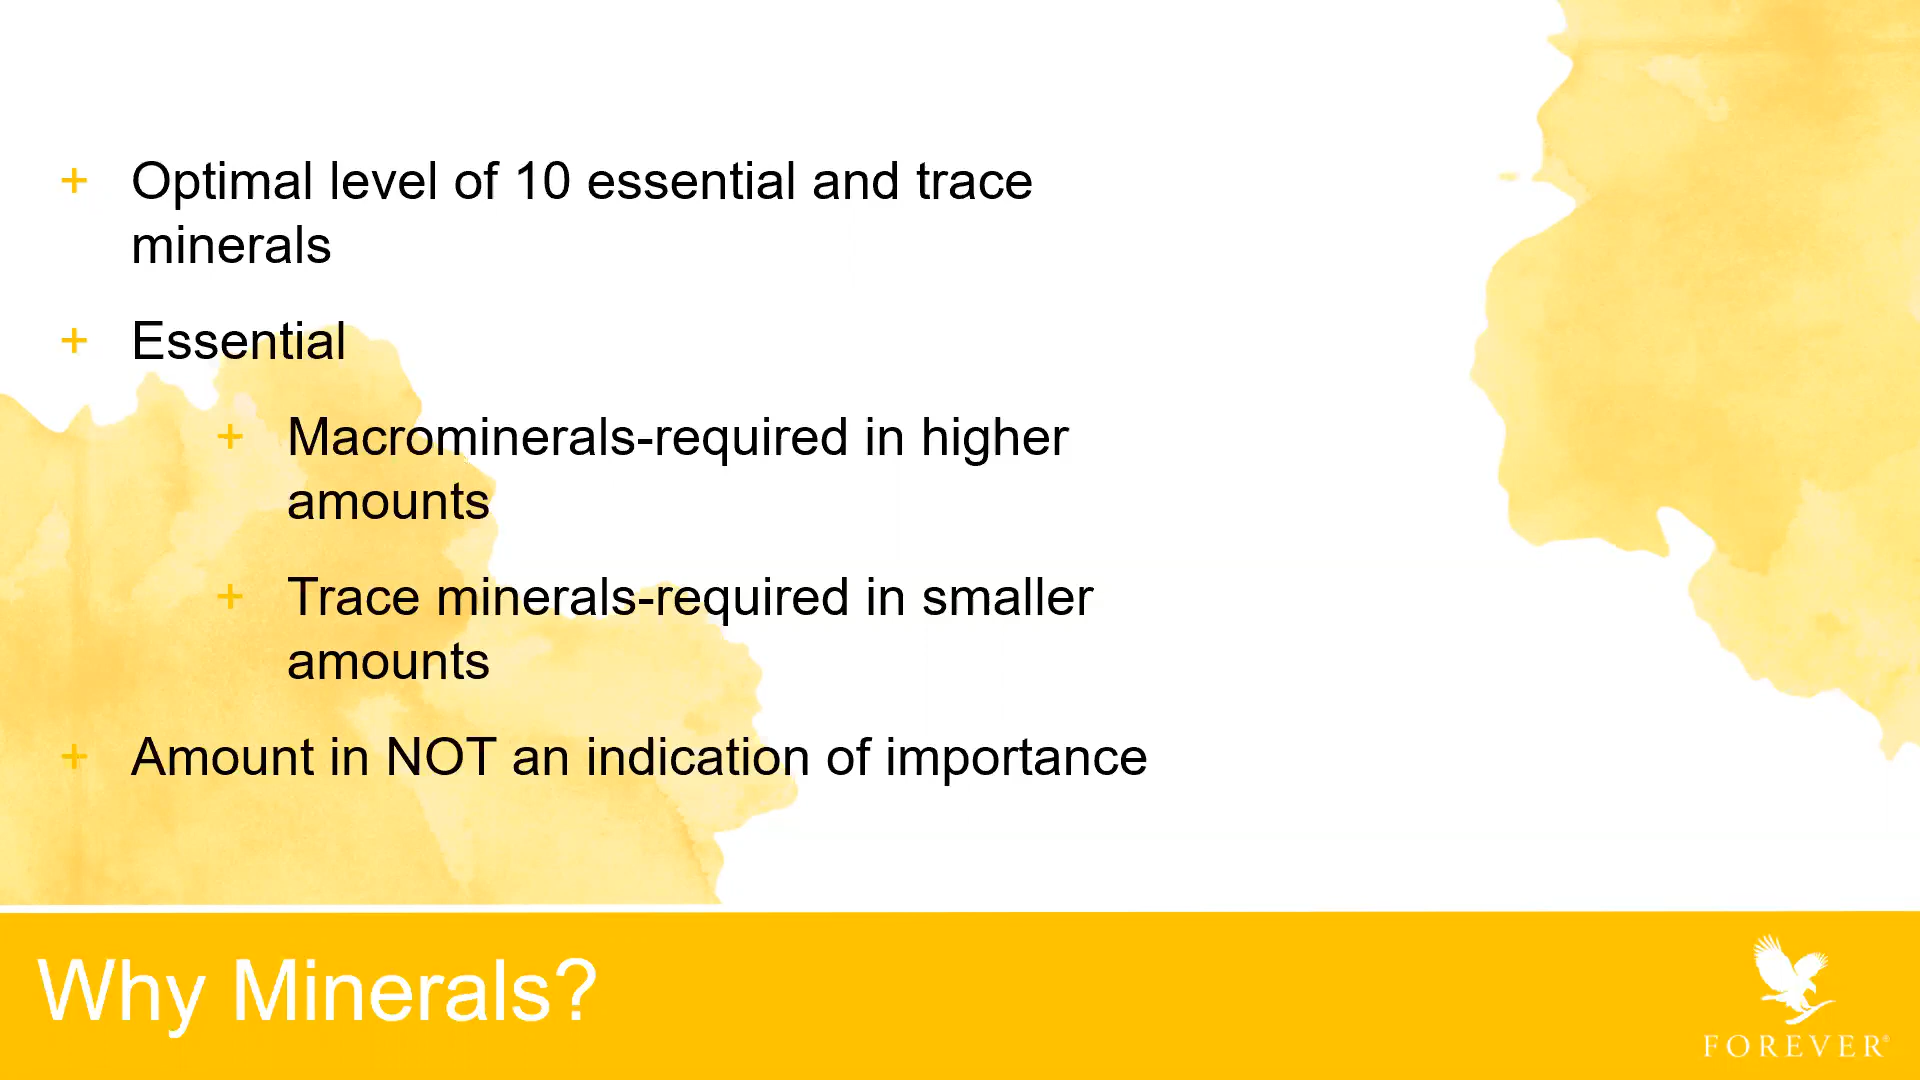 + Optimal level of 10 essential and trace
minerals
+ Essential
+ Macrominerals-required in higher
amounts
+ Trace minerals-required in smaller
amounts
+ Amount in NOT an indication of importance
Why Minerals?
FOREVER®